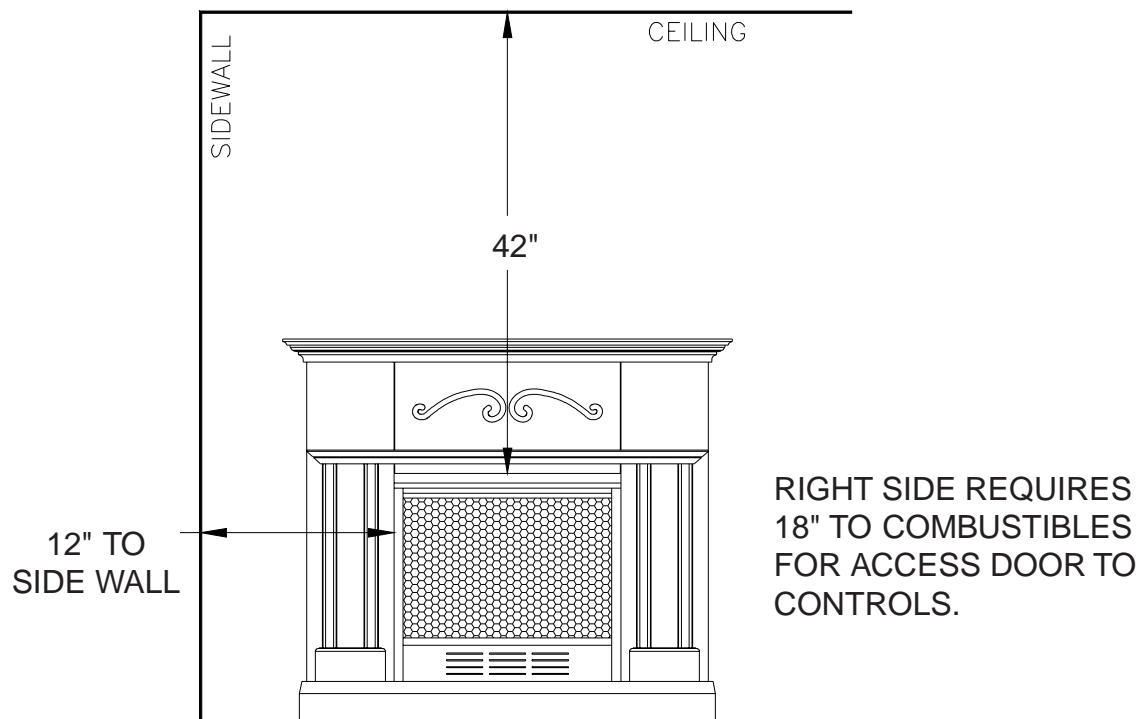 CEILING
SIDEWALL
42"
12" TO
SIDE WALL
RIGHT SIDE REQUIRES
18" TO COMBUSTIBLES
FOR ACCESS DOOR TO
CONTROLS.